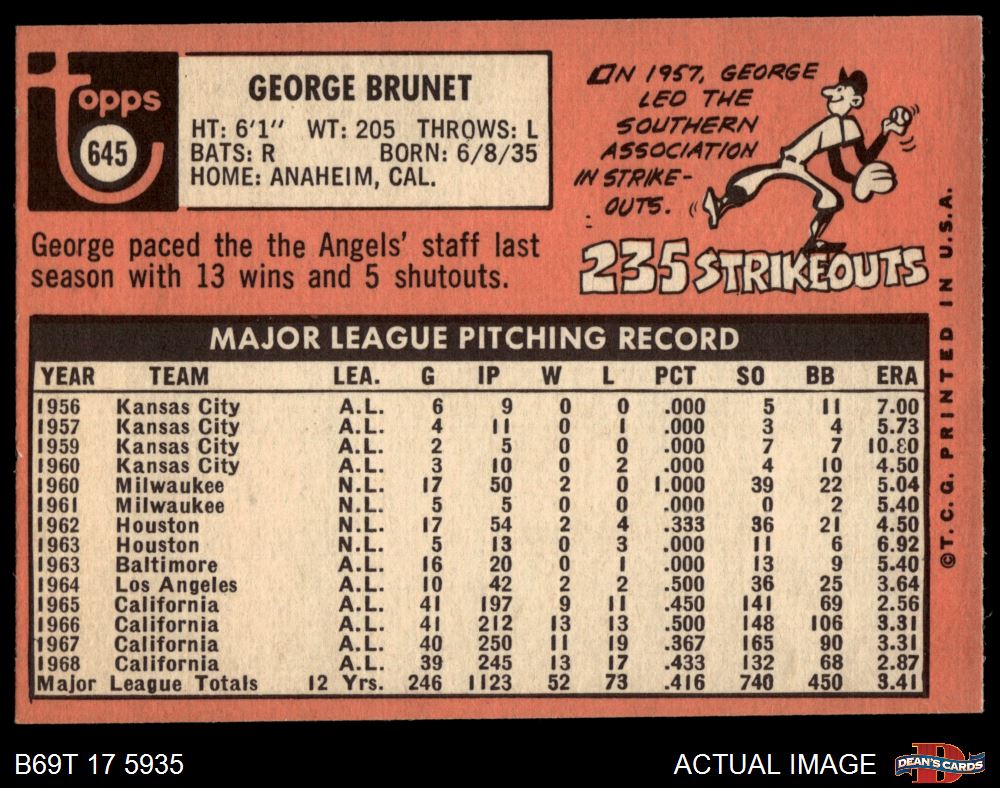 Topps
645
GEORGE BRUNET
HT: 6'1" WT: 205 THROWS: L
BATS: R BORN: 6/8/35
HOME: ANAHEIM, CAL.
George paced the the Angels' staff last
season with 13 wins and 5 shutouts.
IN 1957, GEORGE
LED THE
SOUTHERN
ASSOCIATION
IN STRIKE-
OUTS.
235 STRIKEOUTS
MAJOR LEAGUE PITCHING RECORD
YEAR TEAM LEA. G IP W L PCT SO BB ERA
1956 Kansas City A.L. 6 9 0 0 .000 5 11 7.00
1957 Kansas City A.L. 4 11 0 1 .000 3 4 5.73
1959 Kansas City A.L. 2 5 0 0 .000 7 7 10.80
1960 Kansas City A.L. 3 10 0 2 .000 4 10 4.50
1960 Milwaukee N.L. 17 50 2 0 1.000 39 22 5.04
1961 Milwaukee N.L. 5 5 0 0 .000 0 2 5.40
1962 Houston N.L. 17 54 2 4 .333 36 21 4.50
1963 Houston N.L. 5 13 0 3 .000 11 6 6.92
1963 Baltimore A.L. 16 20 0 1 .000 13 9 5.40
1964 Los Angeles A.L. 10 42 2 2 .500 36 25 3.64
1965 California A.L. 41 197 9 11 .450 141 69 2.56
1966 California A.L. 41 212 13 13 .500 148 106 3.31
1967 California A.L. 40 250 11 19 .367 165 90 3.31
1968 California A.L. 39 245 13 17 .433 132 68 2.87
Major League Totals 12 Yrs. 246 1123 52 73 .416 740 450 3.41
©T.C.G. PRINTED IN U.S.A.
B69T 17 5935
ACTUAL IMAGE
DEAN'S CARDS